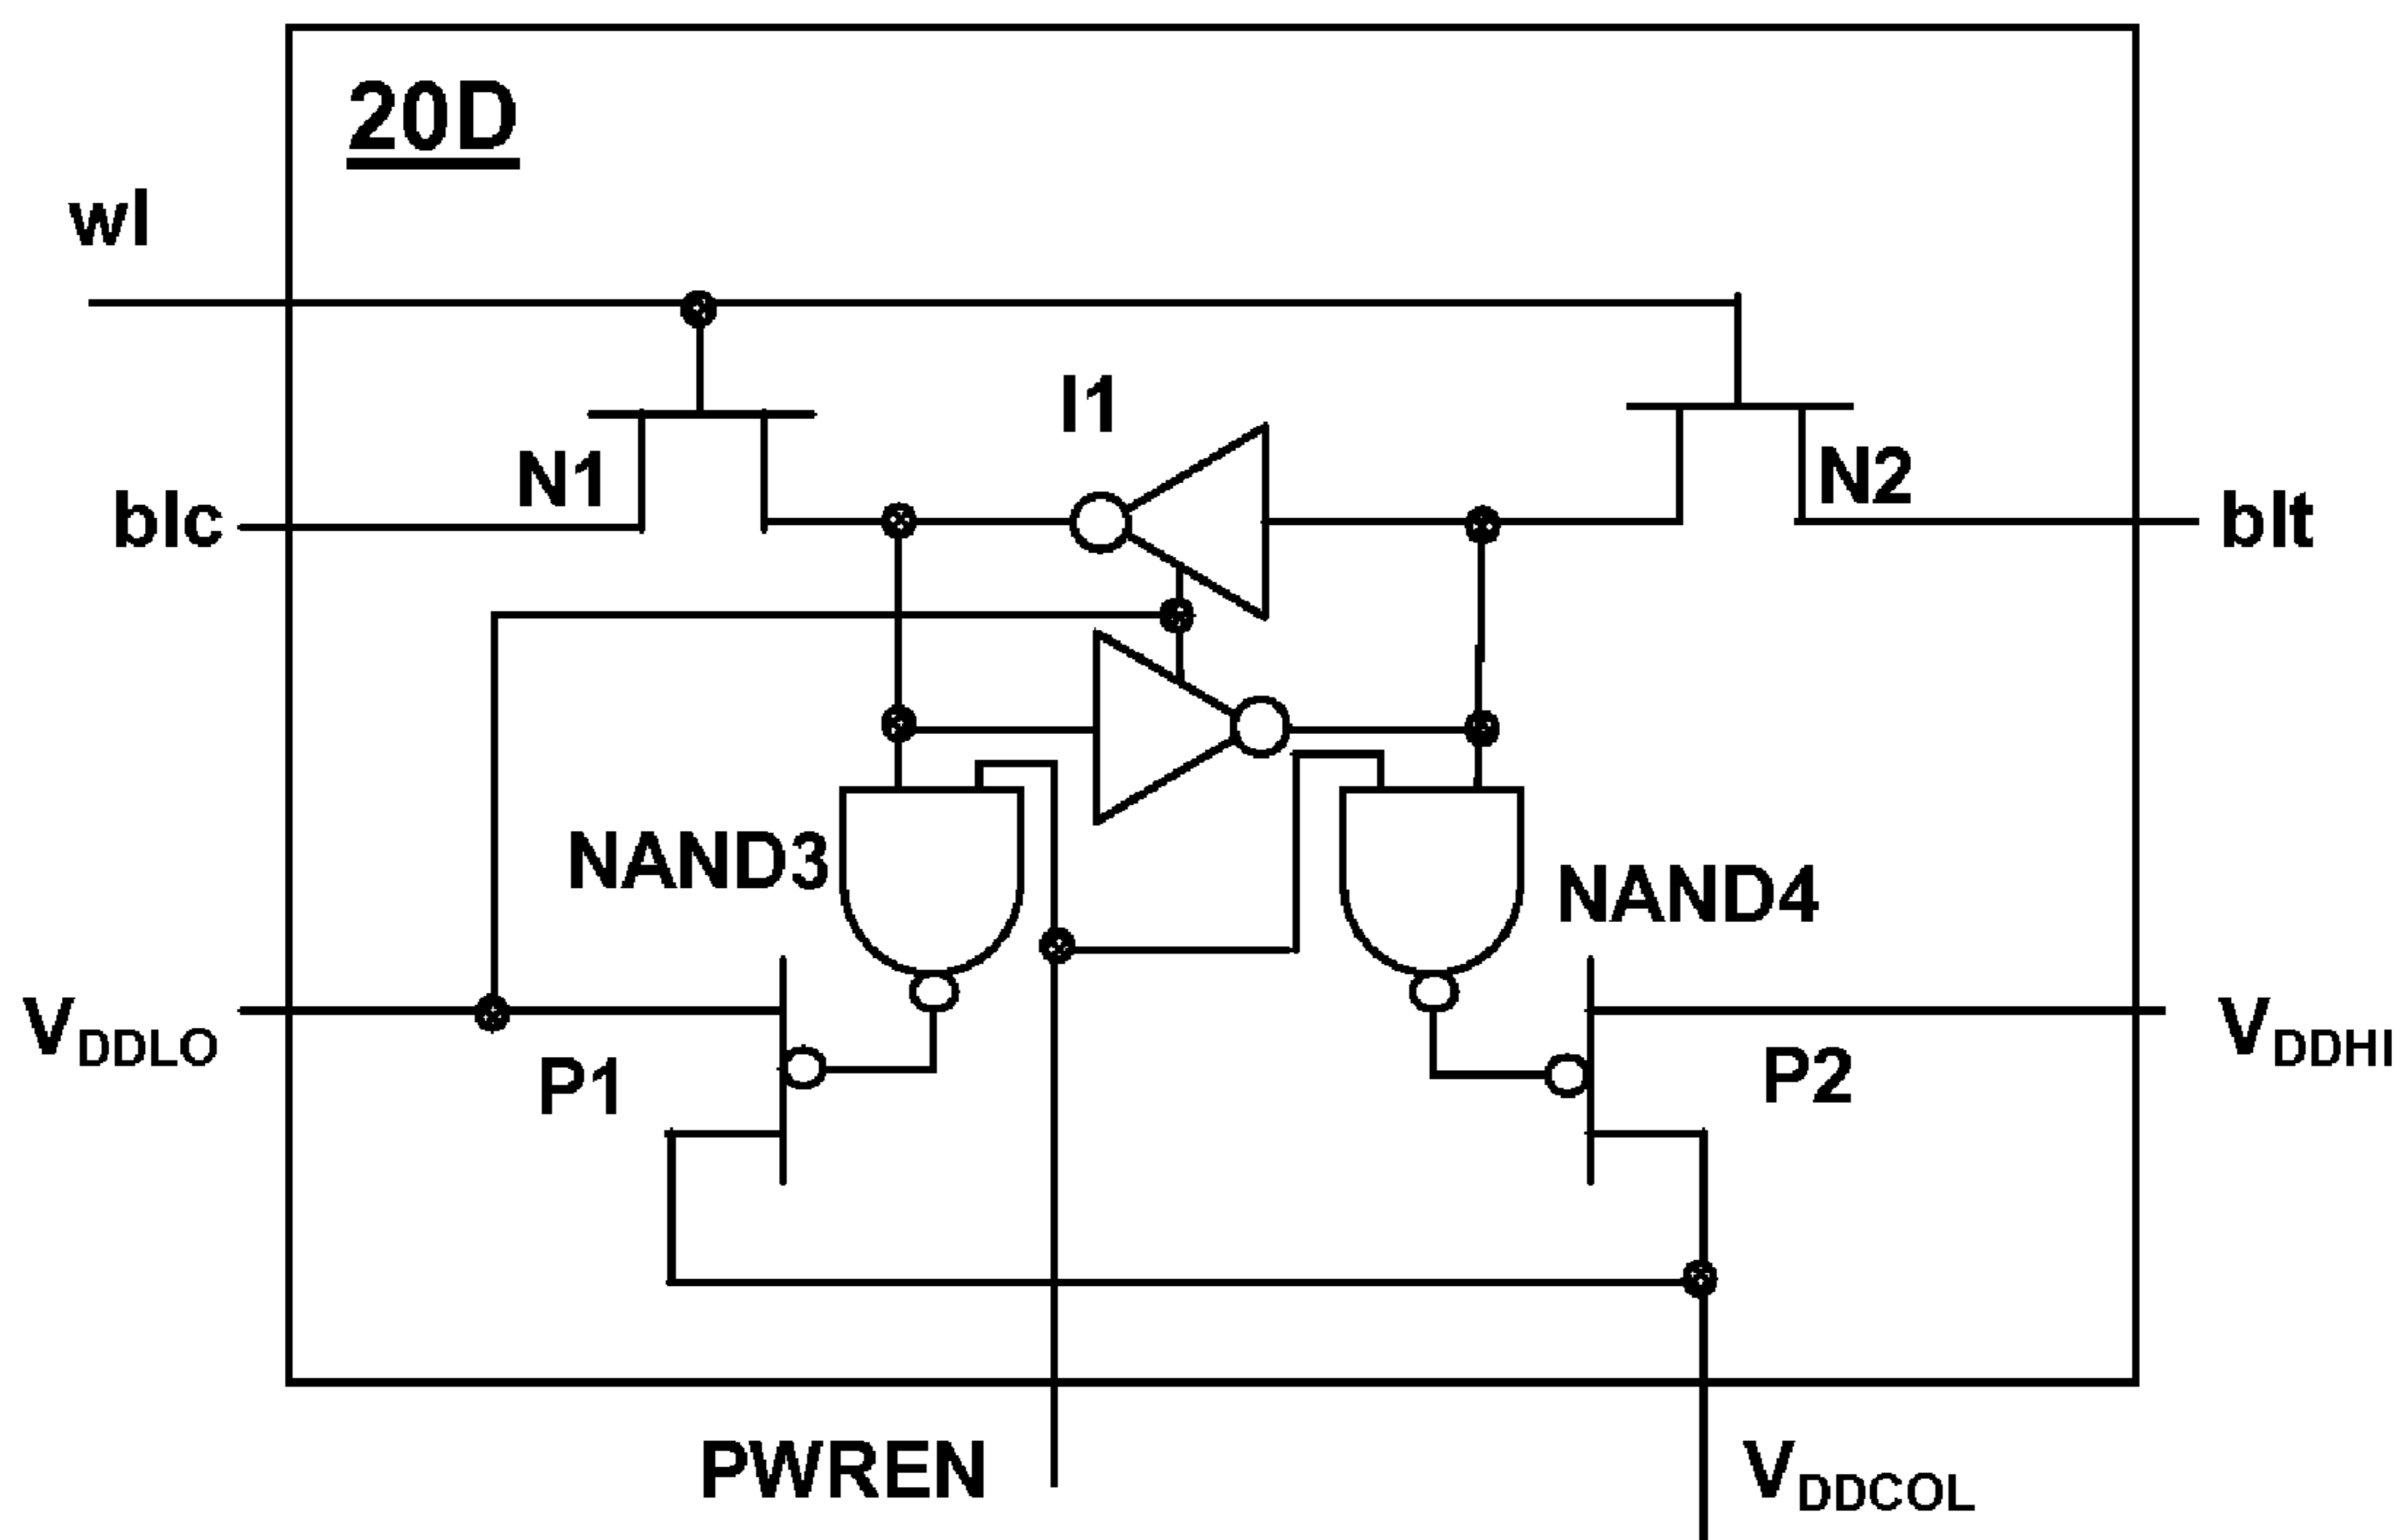 20D
wl
I1
N1
N2
blc
blt
NAND3
NAND4
VDDLO
VDDHI
P1
P2
PWREN
VDDCOL